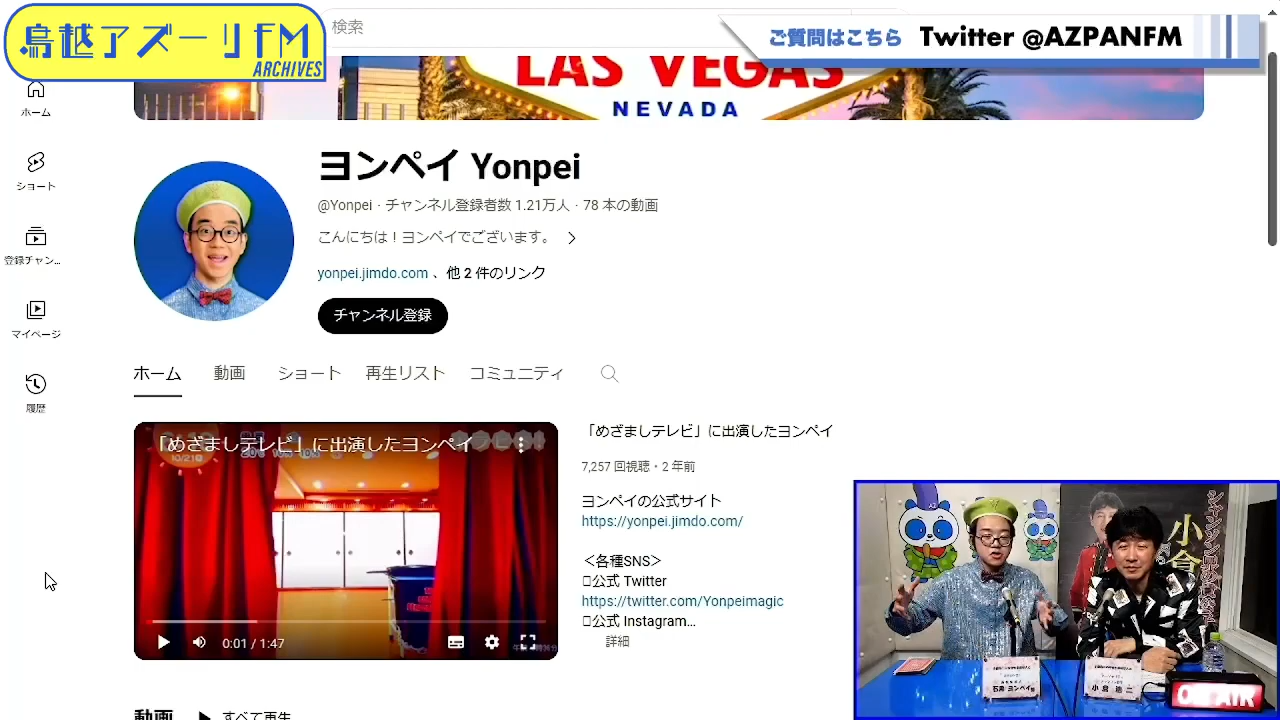 鳥越アズーリFM
ARCHIVES
検索
ご質問はこちら Twitter @AZPANFM
LAS VEGAS
NEVADA
ホーム
ショート
登録チャン...
マイページ
履歴
ヨンペイ Yonpei
@Yonpei · チャンネル登録者数 1.21万人 · 78 本の動画
こんにちは！ヨンペイでございます。
yonpei.jimdo.com 、他 2 件のリンク
チャンネル登録
ホーム 動画 ショート 再生リスト コミュニティ
「めざましテレビ」に出演したヨンペイ
0:01 / 1:47
「めざましテレビ」に出演したヨンペイ
7,257 回視聴・2 年前
ヨンペイの公式サイト
https://yonpei.jimdo.com/
＜各種SNS＞
□公式 Twitter
https://twitter.com/Yonpeimagic
□公式 Instagram...
詳細
動画 すべて再生
小倉
ON AIR